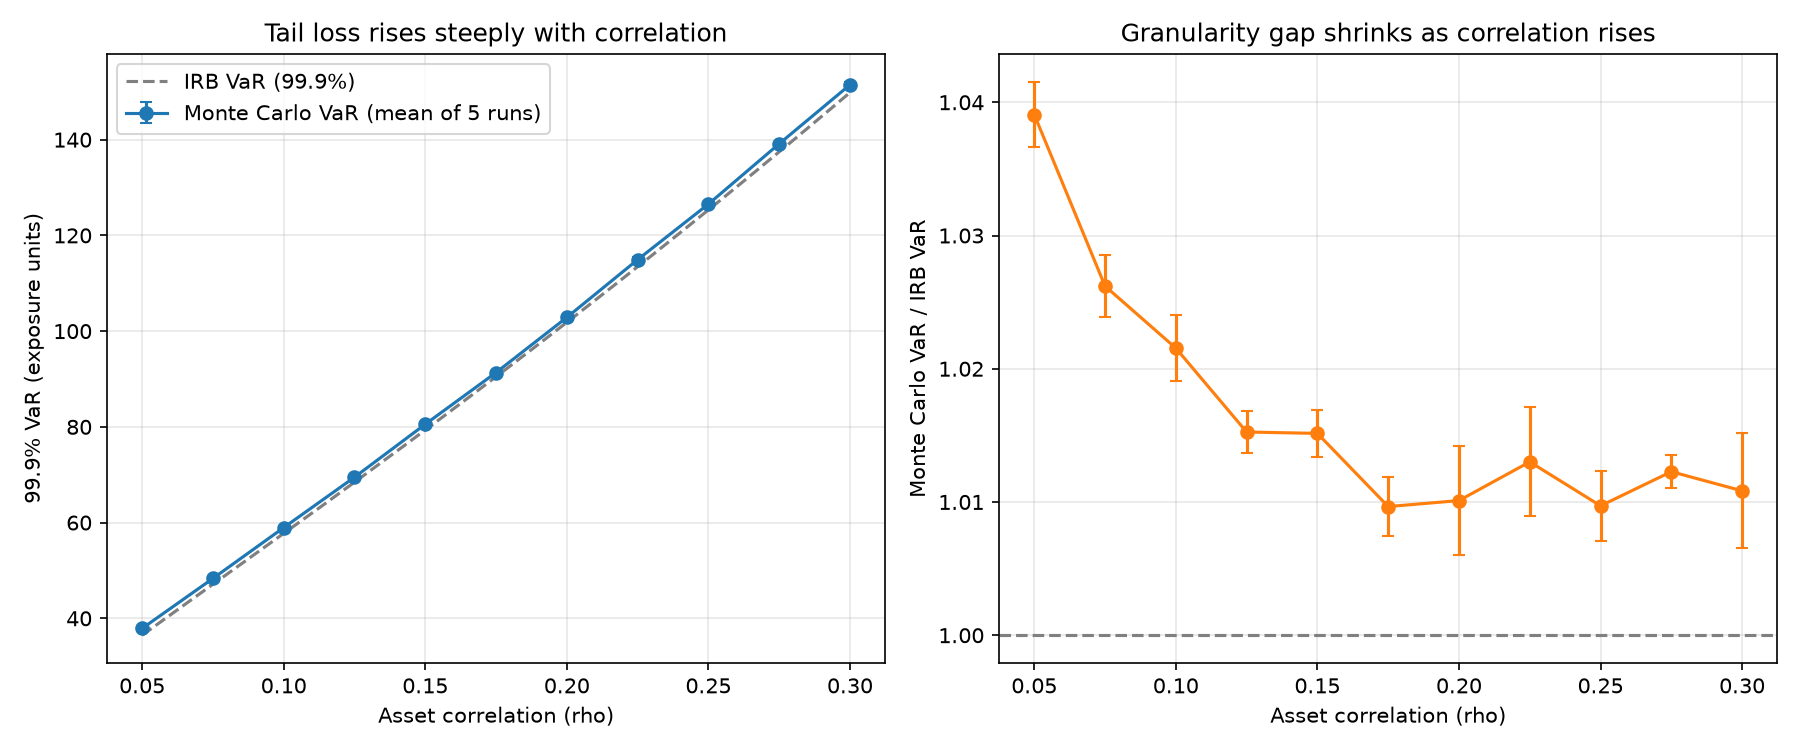 Tail loss rises steeply with correlation
IRB VaR (99.9%)
Monte Carlo VaR (mean of 5 runs)
99.9% VaR (exposure units)
140
120
100
80
60
40
0.05 0.10 0.15 0.20 0.25 0.30
Asset correlation (rho)
Granularity gap shrinks as correlation rises
Monte Carlo VaR / IRB VaR
1.04
1.03
1.02
1.01
1.00
0.05 0.10 0.15 0.20 0.25 0.30
Asset correlation (rho)